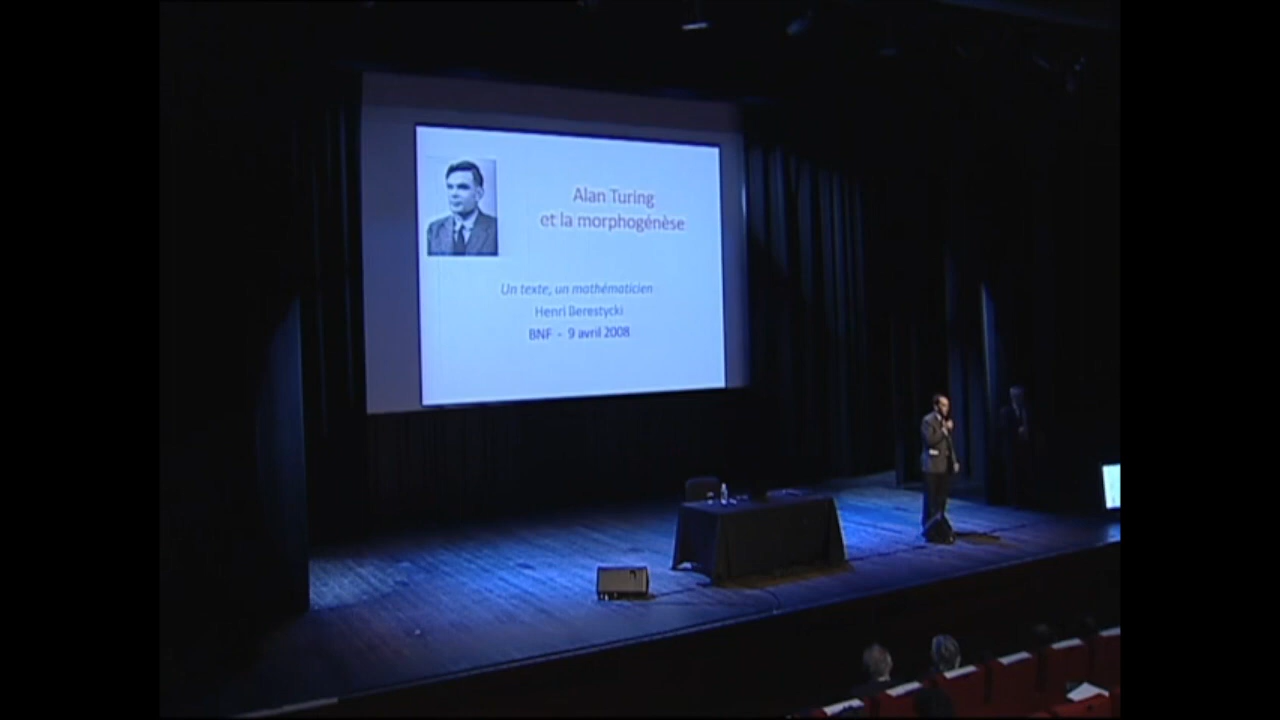 Alan Turing
et la morphogénèse
Un texte, un mathématicien
Henri Berestycki
BNF - 9 avril 2008